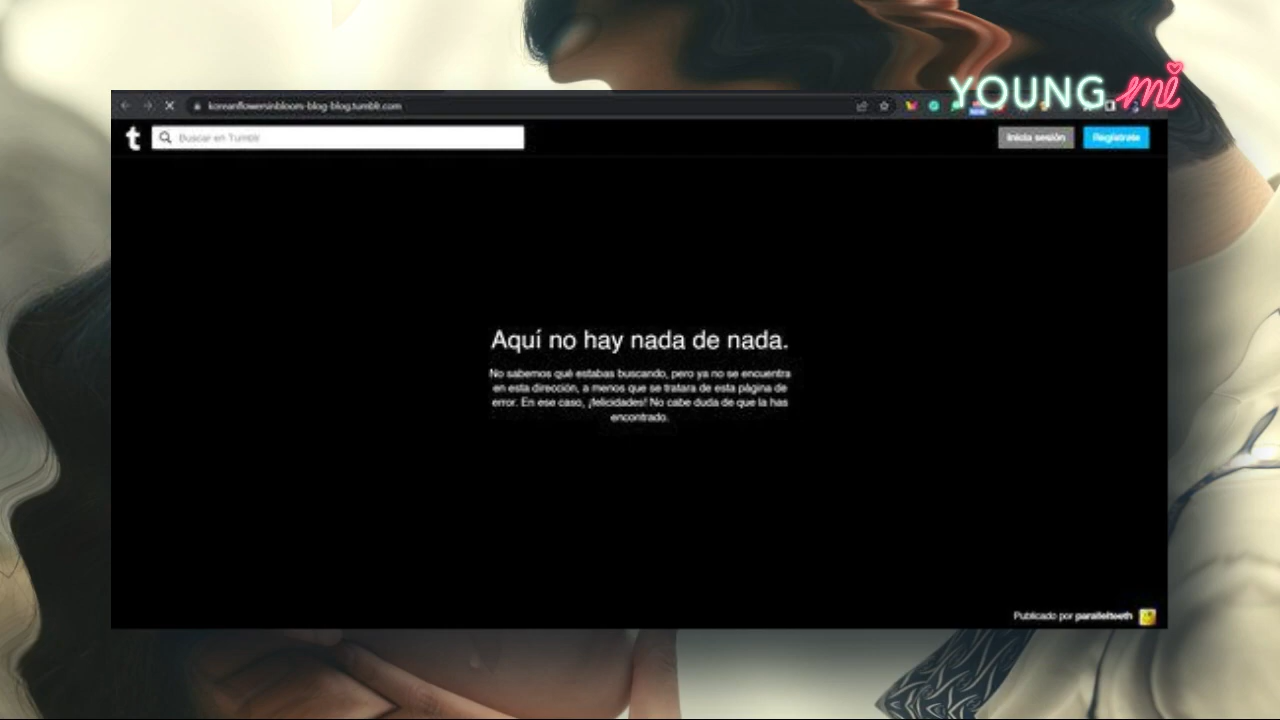 YOUNG mi
koreanflowersinbloom-blog-blog.tumblr.com
t
Buscar en Tumblr
Inicia sesión
Regístrate
Aquí no hay nada de nada.
No sabemos qué estabas buscando, pero ya no se encuentra
en esta dirección, a menos que se tratara de esta página de
error. En ese caso, ¡felicidades! No cabe duda de que la has
encontrado.
Publicado por parallelteeth